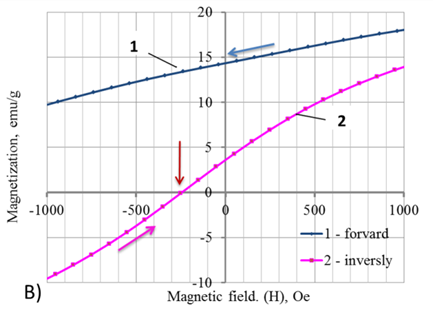 20
1
15
10
2
5
0
-1000 -500 0 500 1000
-5
1 - forvard
2 - inversly
-10
B) Magnetic field. (H), Oe
Magnetization, emu/g